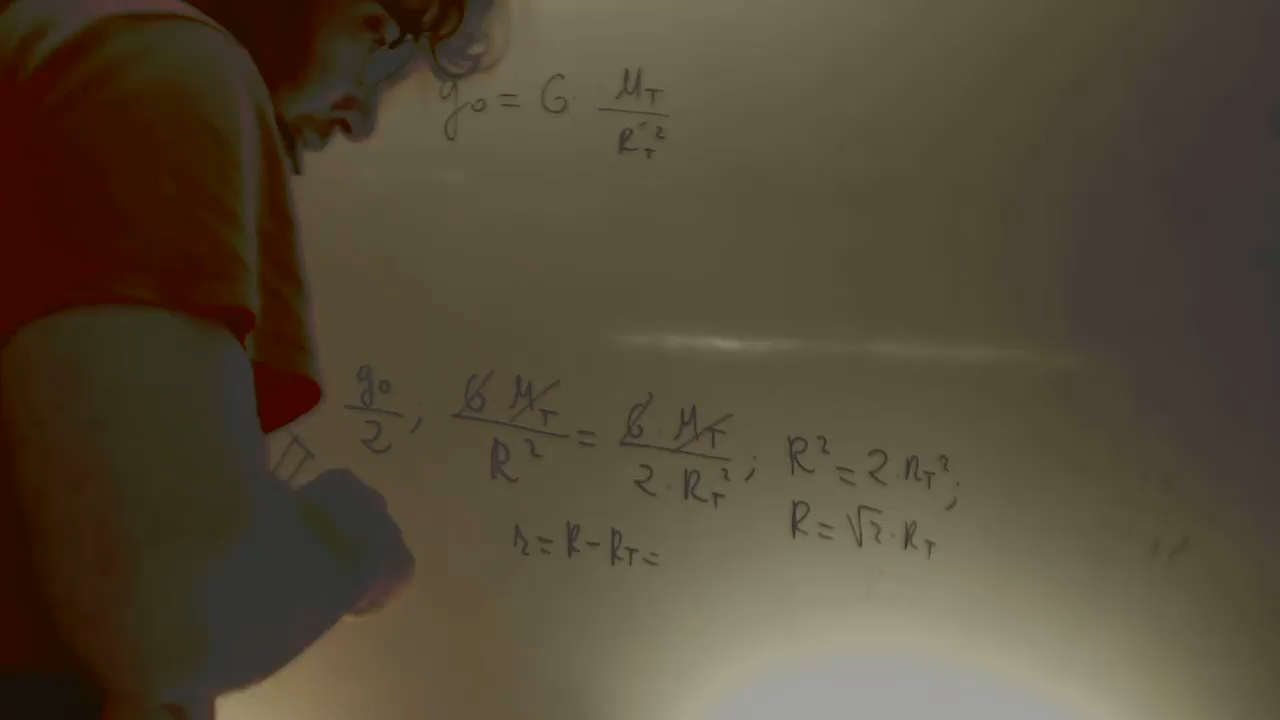 g₀ = G · M_T / R_T²
g₀ / 2 ; G M_T / R² = G · M_T / 2 · R_T² ; R² = 2 · R_T² ;
R = √2 · R_T
r = R - R_T =